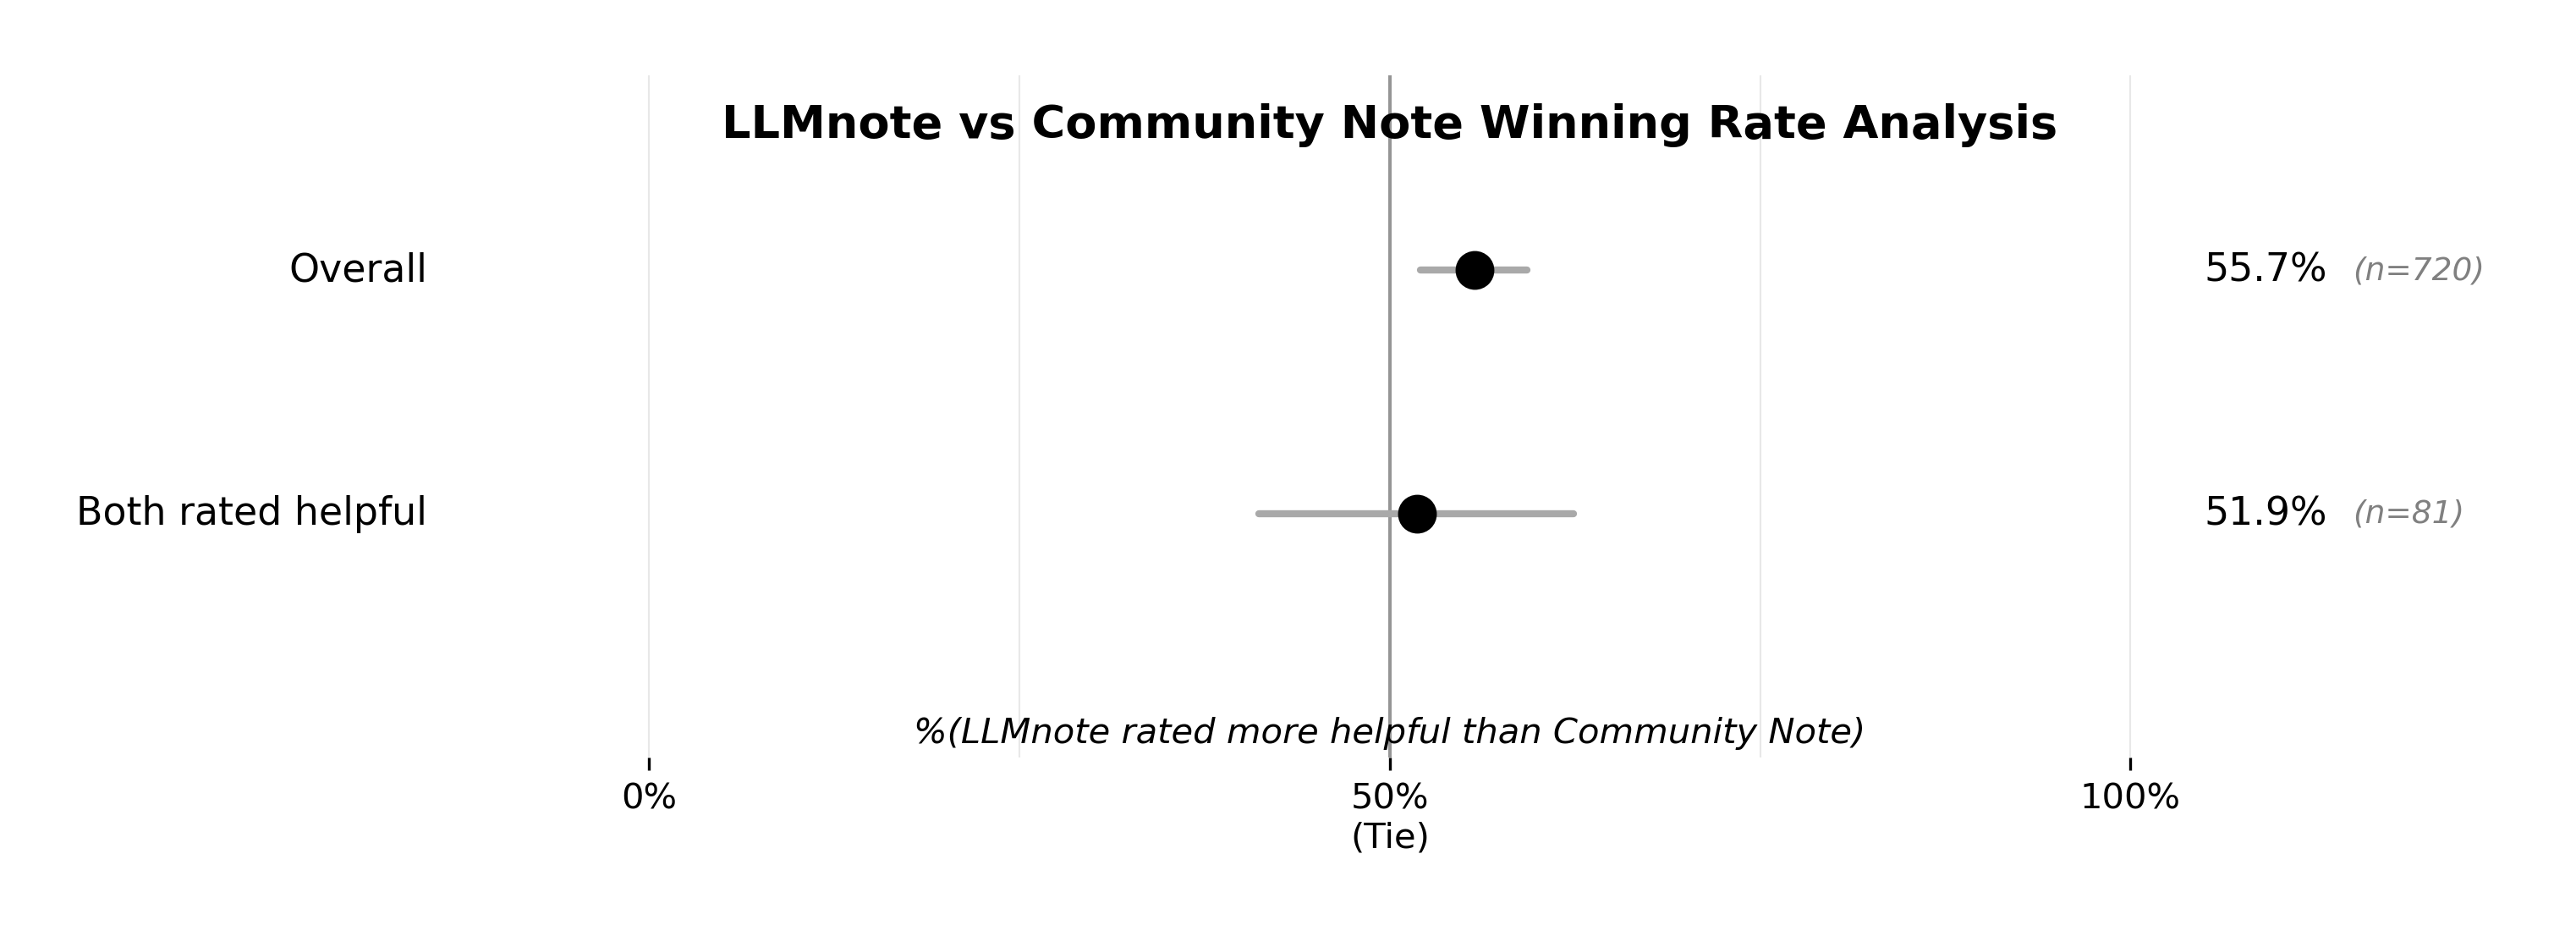 LLMnote vs Community Note Winning Rate Analysis
Overall 55.7% (n=720)
Both rated helpful 51.9% (n=81)
%(LLMnote rated more helpful than Community Note)
0% 50% 100%
(Tie)